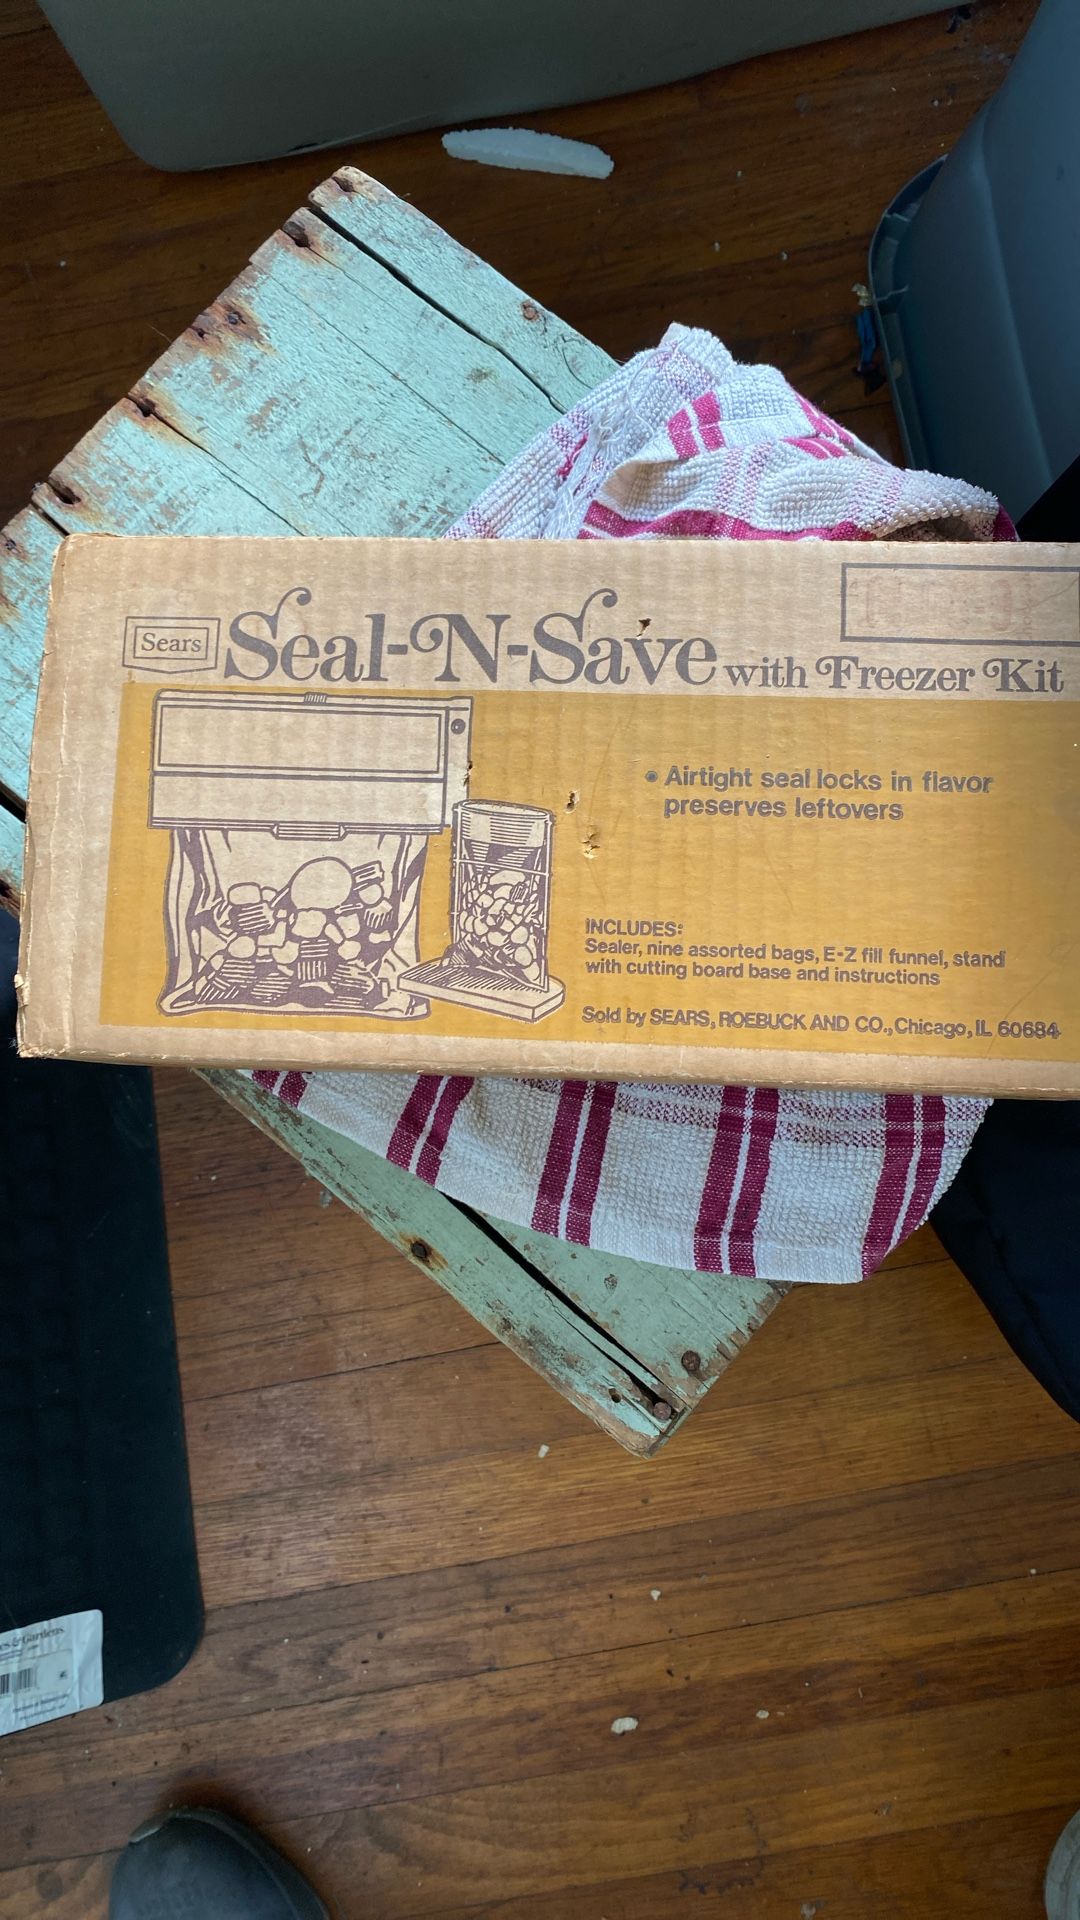 Sears
Seal-N-Save with Freezer Kit
• Airtight seal locks in flavor
preserves leftovers
INCLUDES:
Sealer, nine assorted bags, E-Z fill funnel, stand
with cutting board base and instructions
Sold by SEARS, ROEBUCK AND CO., Chicago, IL 60684
& Gardens